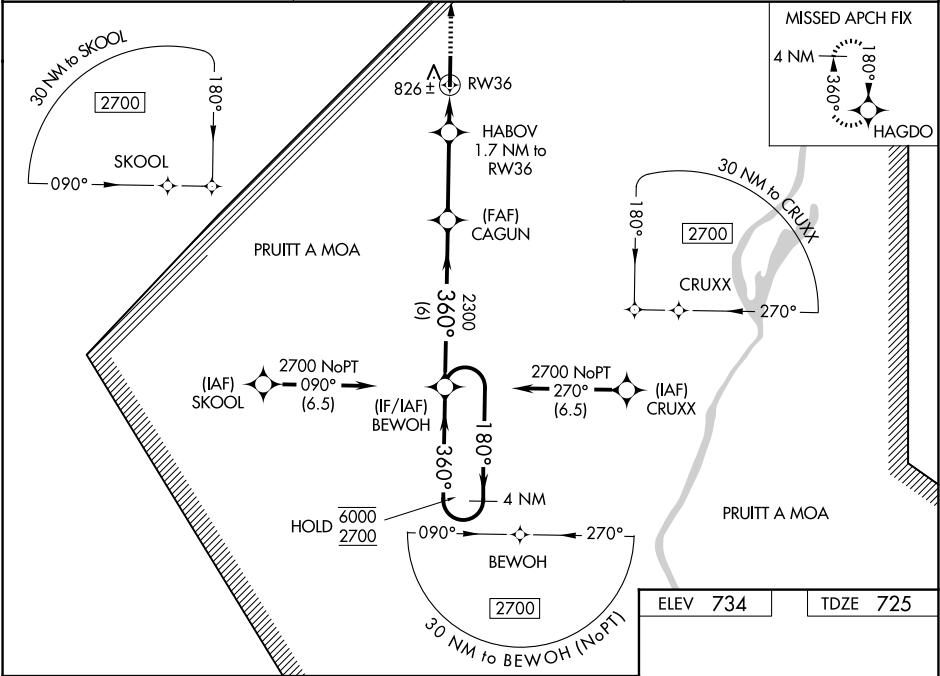 30 NM to SKOOL
2700
180°
SKOOL
090°
826 ±
RW36
HABOV
1.7 NM to
RW36
(FAF)
CAGUN
MISSED APCH FIX
4 NM
180°
360°
HAGDO
PRUITT A MOA
30 NM to CRUXX
180°
2700
CRUXX
270°
360°
(6)
2300
(IAF)
SKOOL
2700 NoPT
090°
(6.5)
(IF/IAF)
BEWOH
2700 NoPT
270°
(6.5)
(IAF)
CRUXX
360°
180°
4 NM
HOLD
6000
2700
090°
270°
BEWOH
2700
30 NM to BEWOH (NoPT)
PRUITT A MOA
ELEV 734
TDZE 725